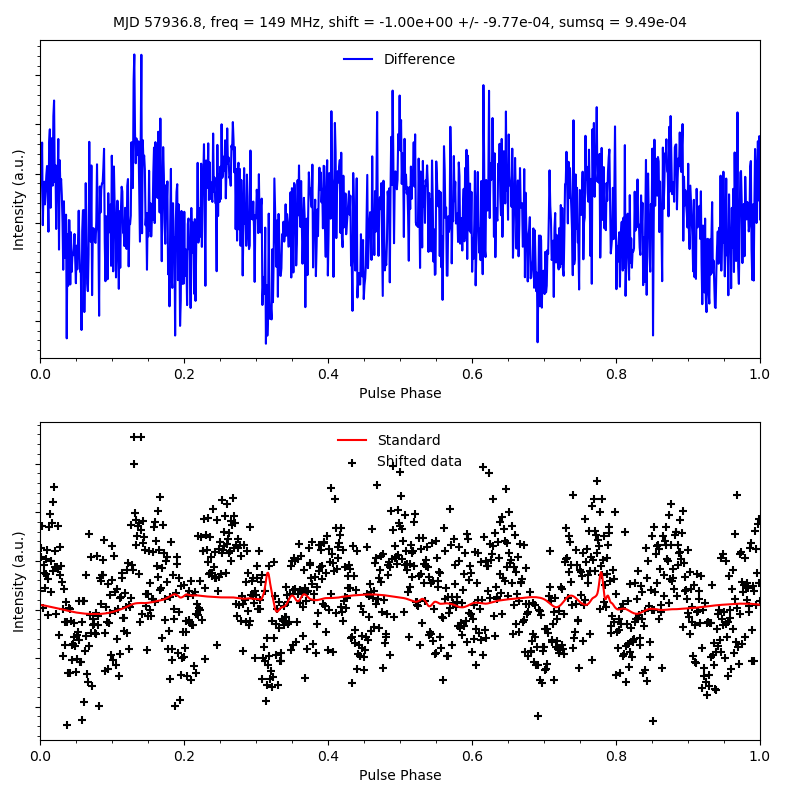 MJD 57936.8, freq = 149 MHz, shift = -1.00e+00 +/- -9.77e-04, sumsq = 9.49e-04
Difference
Intensity (a.u.)
0.0 0.2 0.4 0.6 0.8 1.0
Pulse Phase
Standard
Shifted data
Intensity (a.u.)
0.0 0.2 0.4 0.6 0.8 1.0
Pulse Phase